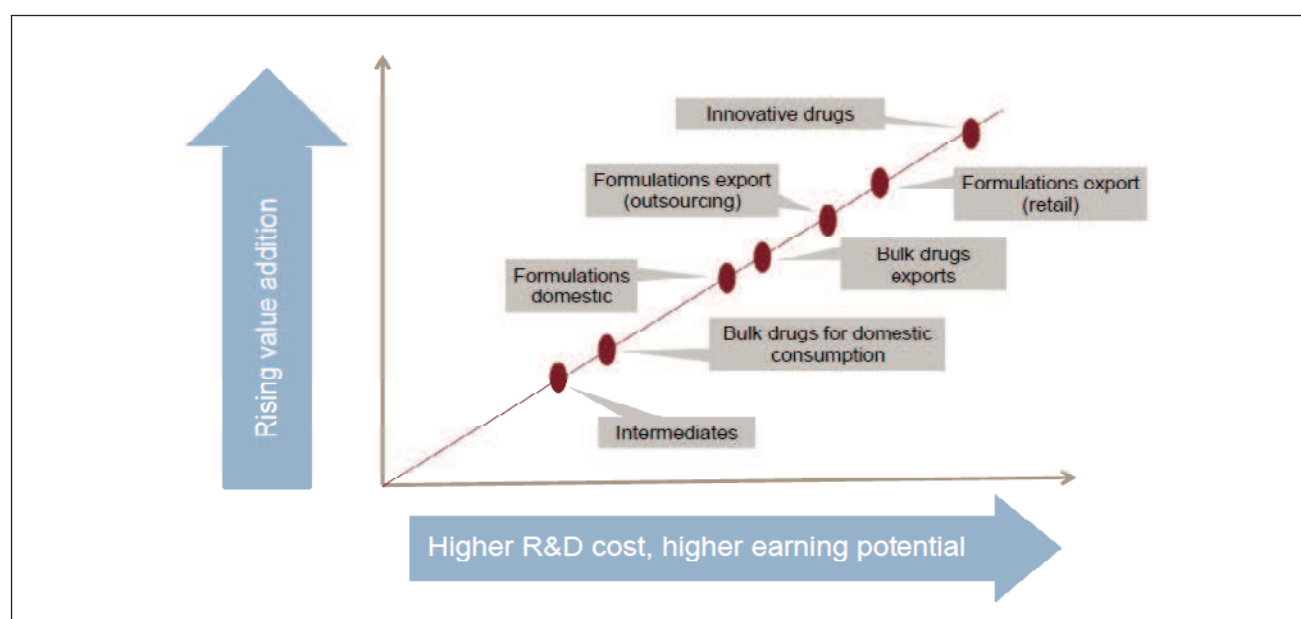 Rising value addition
Innovative drugs
Formulations export
(outsourcing)
Formulations export
(retail)
Bulk drugs
exports
Formulations
domestic
Bulk drugs for domestic
consumption
Intermediates
Higher R&D cost, higher earning potential